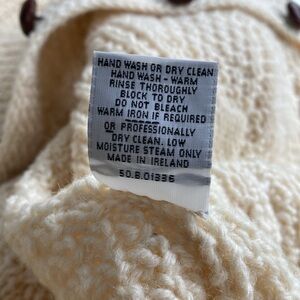 HAND WASH OR DRY CLEAN
HAND WASH - WARM
RINSE THOROUGHLY
BLOCK TO DRY
DO NOT BLEACH
WARM IRON IF REQUIRED
OR PROFESSIONALLY
DRY CLEAN. LOW
MOISTURE STEAM ONLY
MADE IN IRELAND
50.B.01336